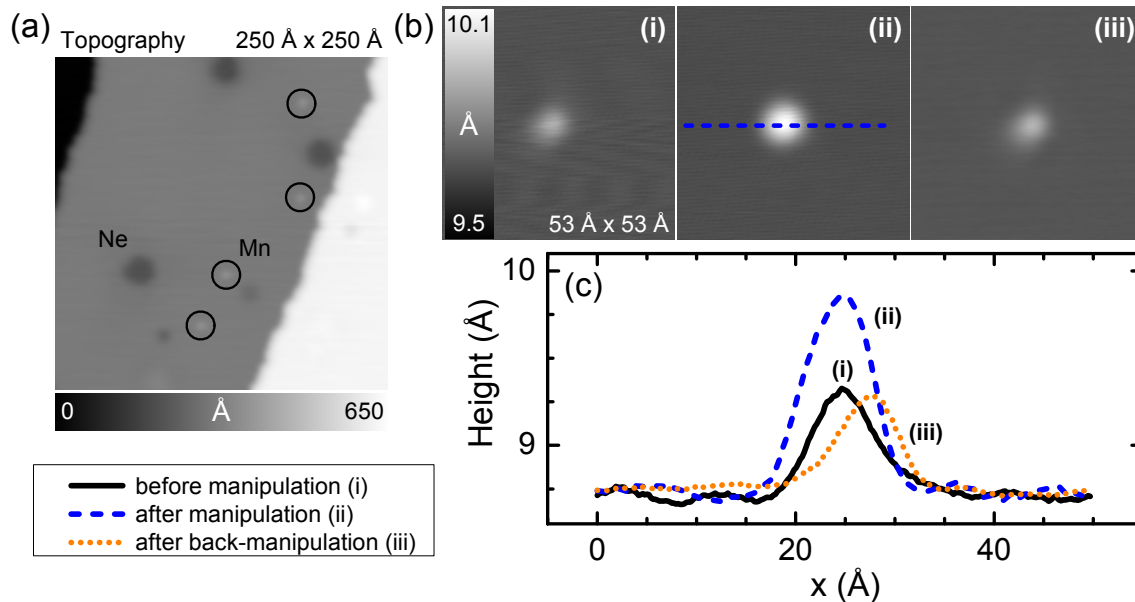 (a)
Topography 250 Å x 250 Å
Ne
Mn
0 Å 650
before manipulation (i)
after manipulation (ii)
after back-manipulation (iii)
(b)
10.1
Å
9.5
(i)
53 Å x 53 Å
(ii)
(iii)
(c)
10
9
Height (Å)
(ii)
(i)
(iii)
0 20 40
x (Å)